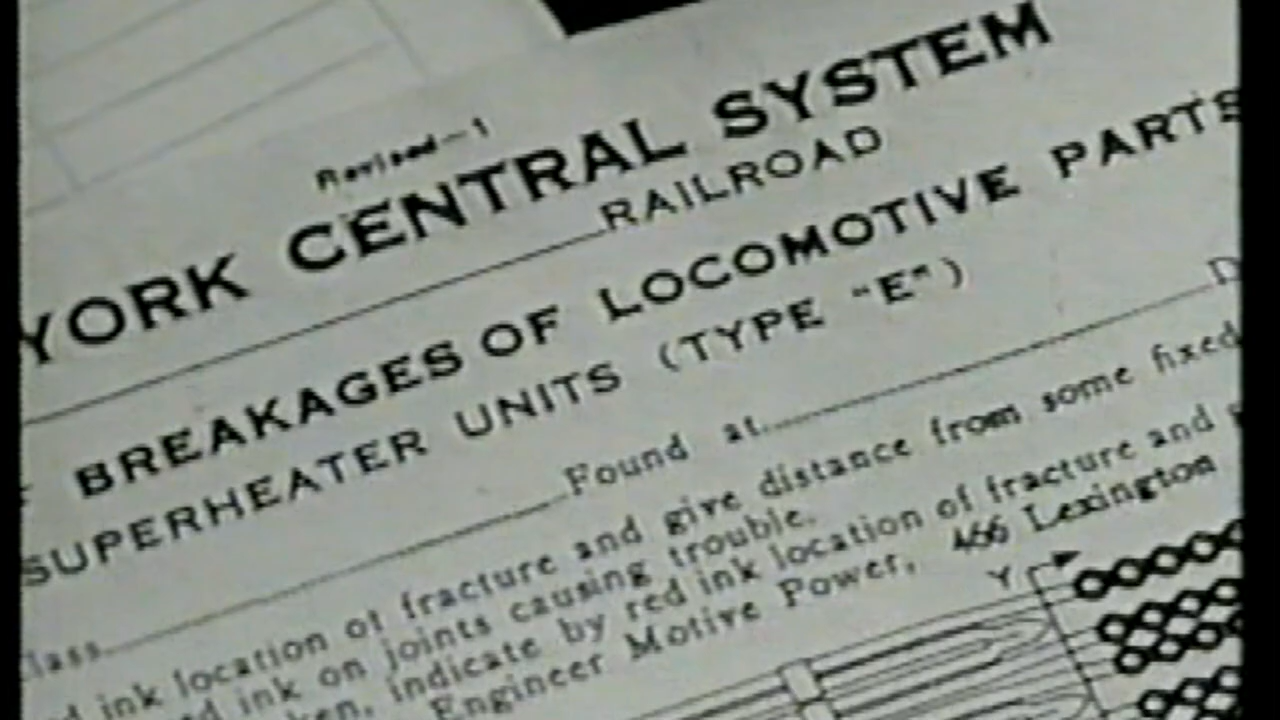 Revised-1
YORK CENTRAL SYSTEM
RAILROAD
BREAKAGES OF LOCOMOTIVE PARTS
SUPERHEATER UNITS (TYPE "E")
Found at D
ink location of fracture and give distance from some fixed
ink on joints causing trouble.
indicate by red ink location of fracture and
Engineer Motive Power, 466 Lexington
Y